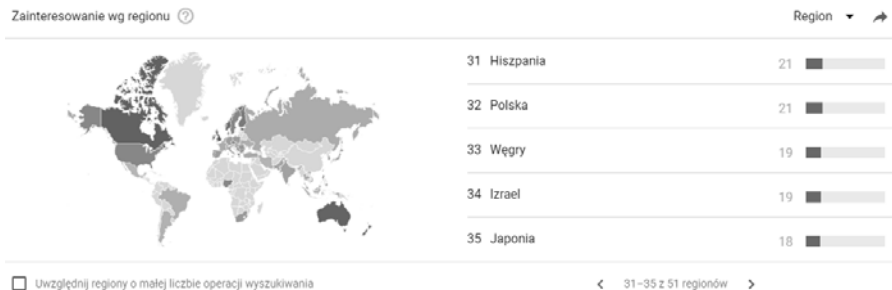 Zainteresowanie wg regionu ?
Region
31 Hiszpania 21
32 Polska 21
33 Węgry 19
34 Izrael 19
35 Japonia 18
Uwzględnij regiony o małej liczbie operacji wyszukiwania
31–35 z 51 regionów